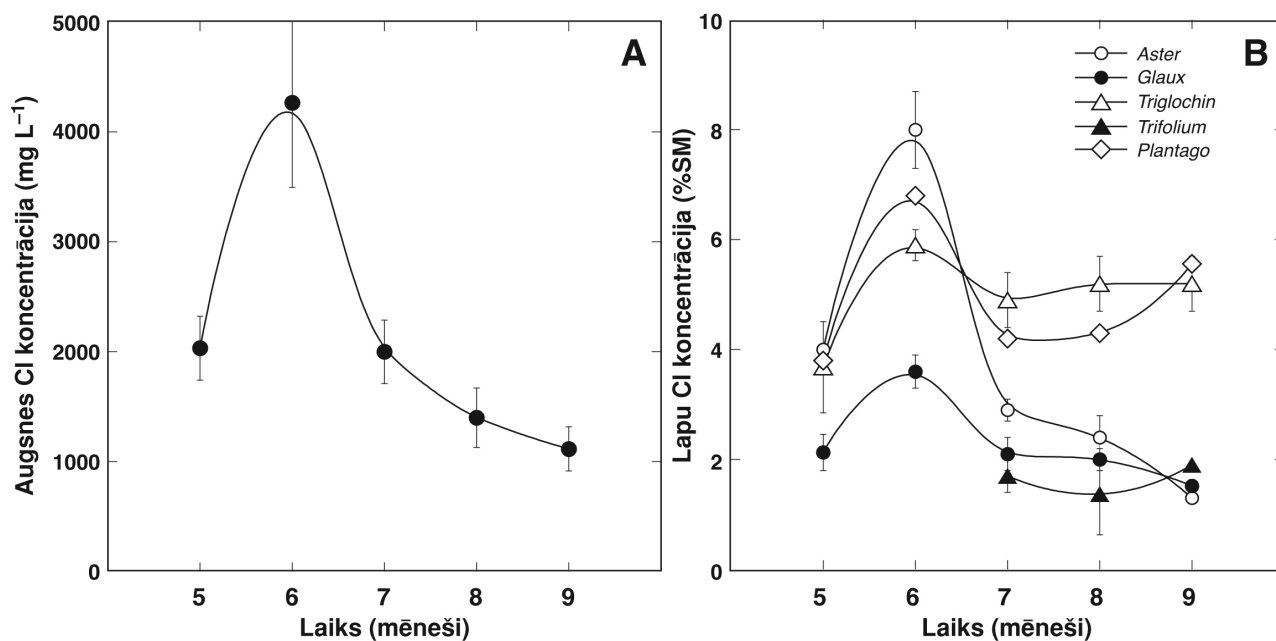 A
Augsnes Cl koncentrācija (mg L⁻¹)
5000
4000
3000
2000
1000
0
5 6 7 8 9
Laiks (mēneši)
B
Lapu Cl koncentrācija (%SM)
10
8
6
4
2
0
Aster
Glaux
Triglochin
Trifolium
Plantago
5 6 7 8 9
Laiks (mēneši)